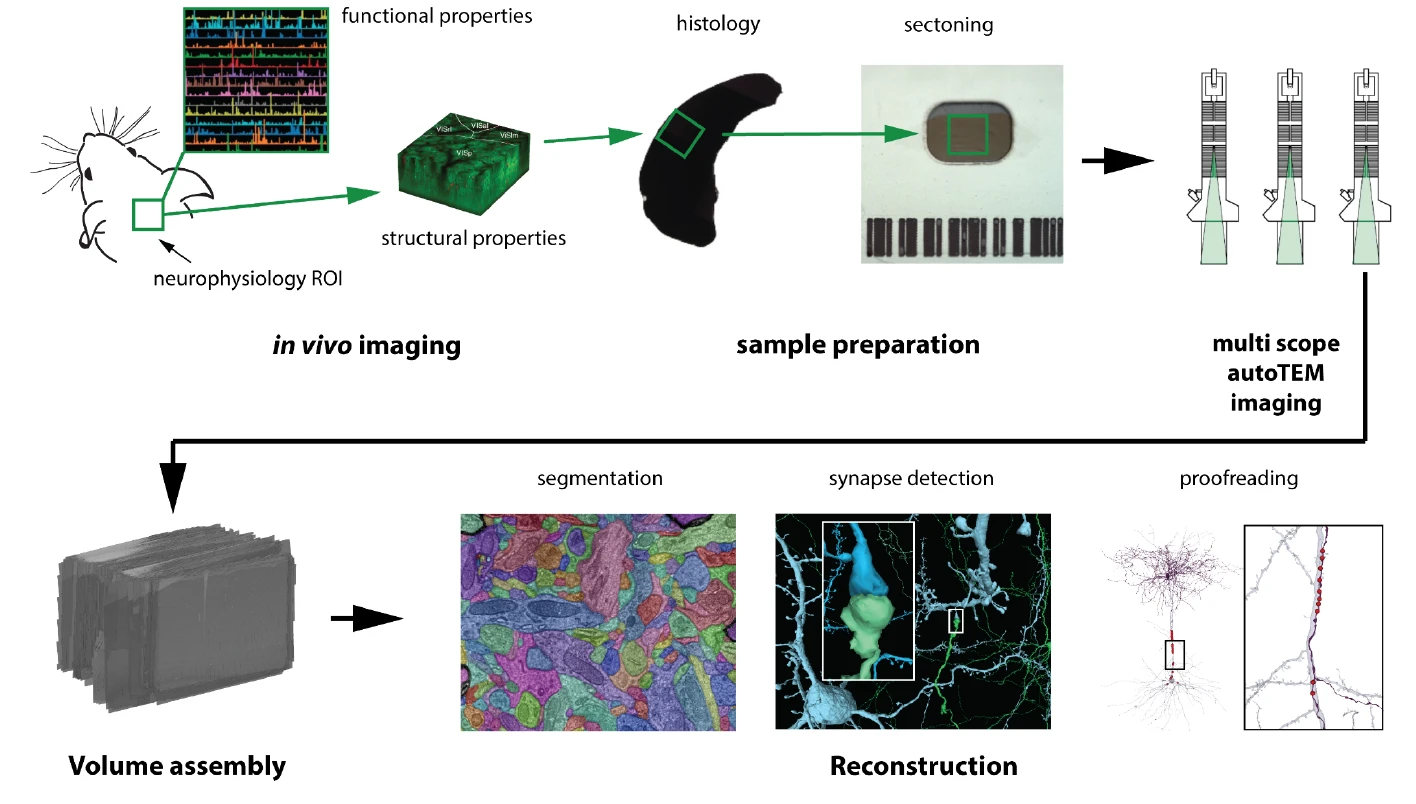 functional properties
histology
sectoning
VISrl
VISal
VISlm
VISp
structural properties
neurophysiology ROI
in vivo imaging
sample preparation
multi scope
autoTEM
imaging
segmentation
synapse detection
proofreading
Volume assembly
Reconstruction